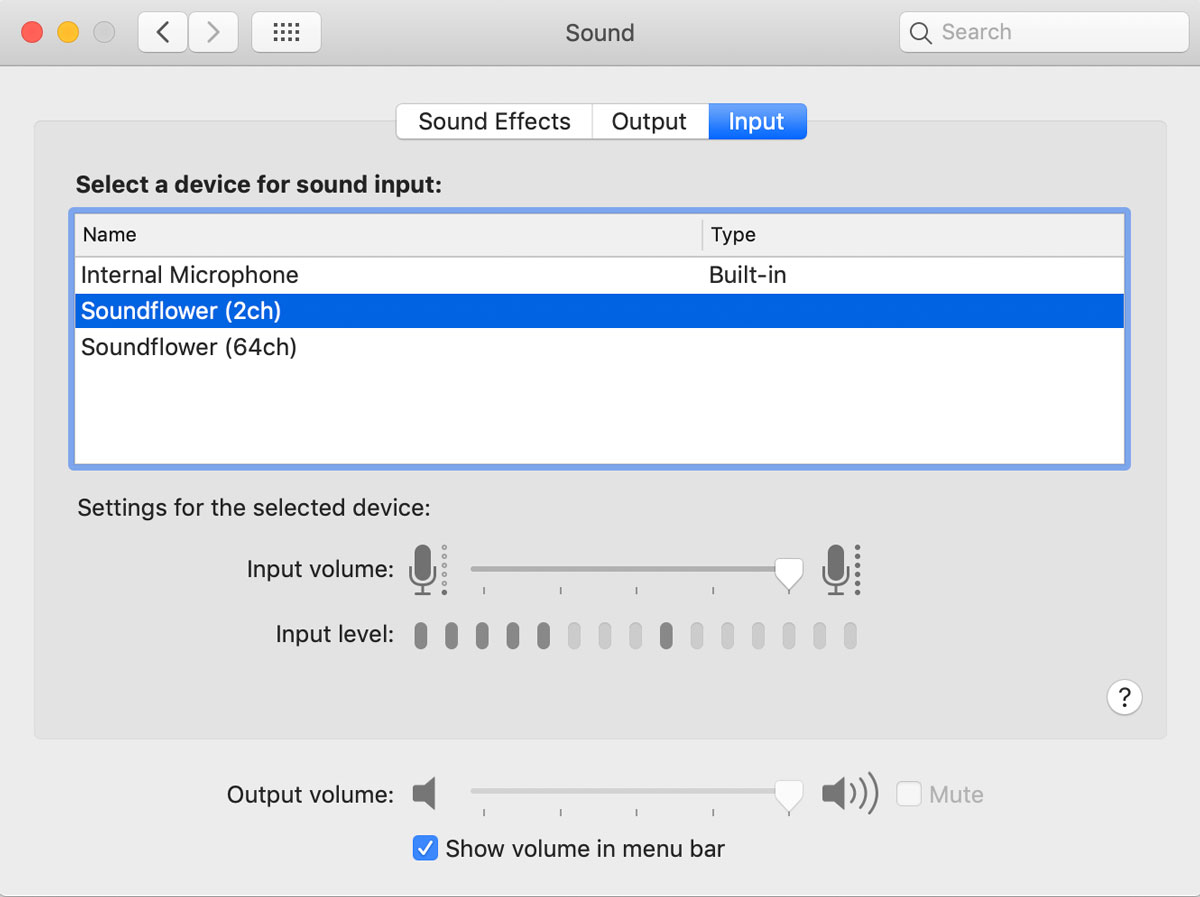 Sound
Search
Sound Effects Output Input
Select a device for sound input:
Name Type
Internal Microphone Built-in
Soundflower (2ch)
Soundflower (64ch)
Settings for the selected device:
Input volume:
Input level:
?
Output volume: Mute
Show volume in menu bar